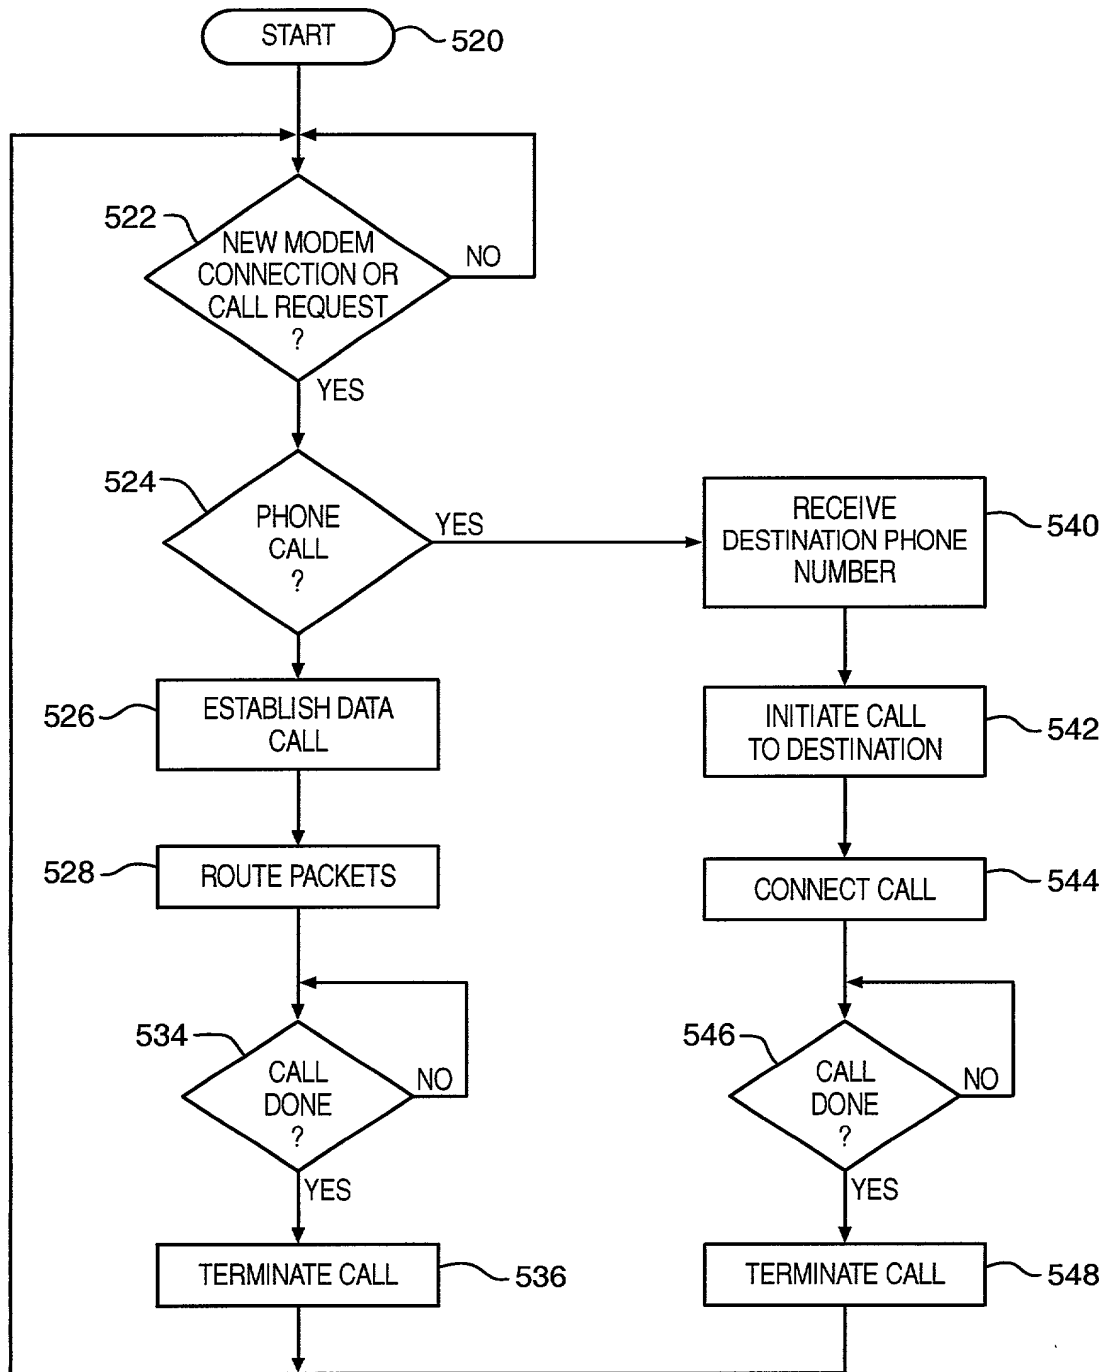 START
520
522
NEW MODEM
CONNECTION OR
CALL REQUEST
?
NO
YES
524
PHONE
CALL
?
YES
RECEIVE
DESTINATION PHONE
NUMBER
540
526
ESTABLISH DATA
CALL
INITIATE CALL
TO DESTINATION
542
528
ROUTE PACKETS
CONNECT CALL
544
534
CALL
DONE
?
NO
YES
546
CALL
DONE
?
NO
YES
TERMINATE CALL
536
TERMINATE CALL
548